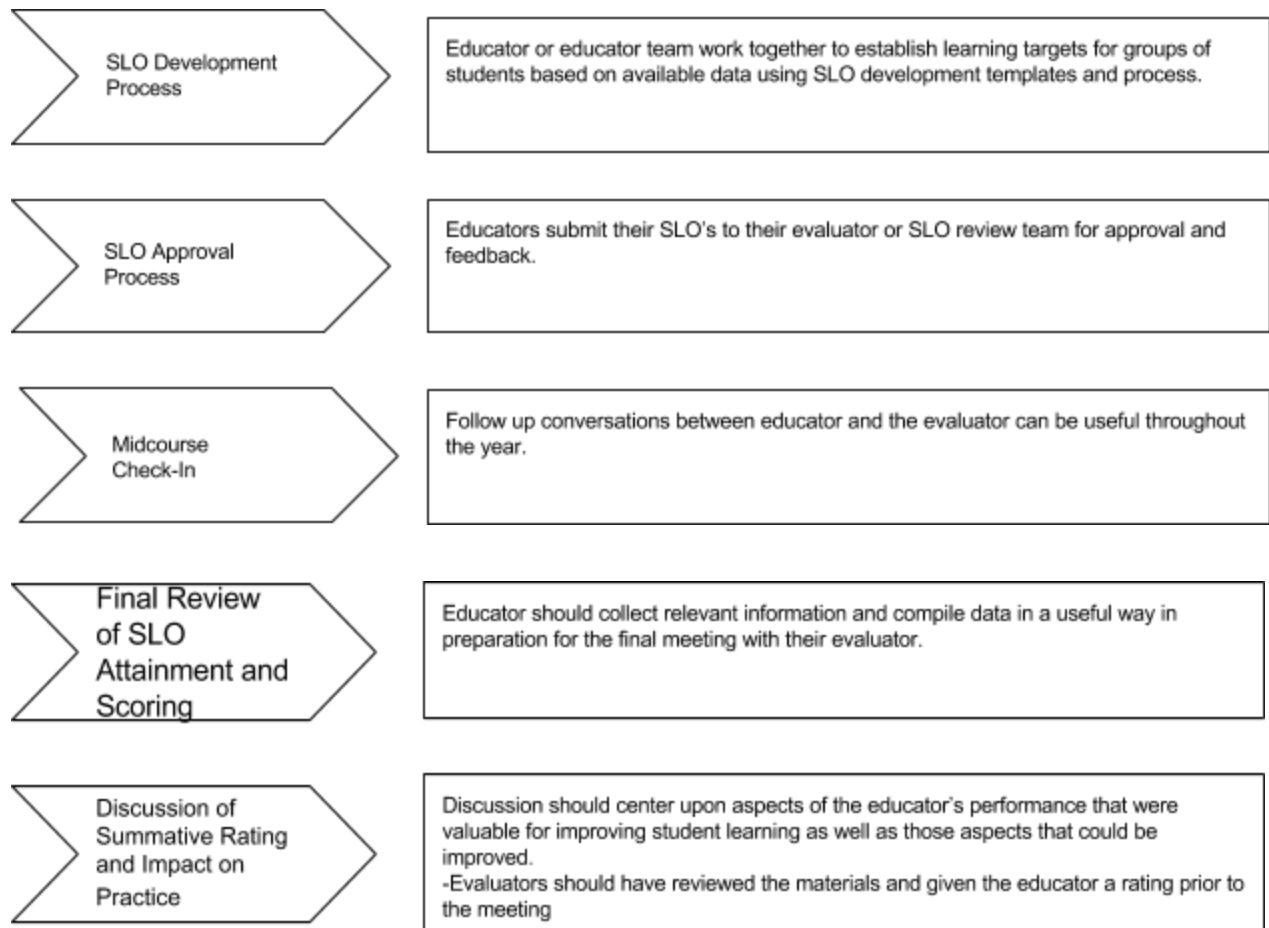 SLO Development
Process
Educator or educator team work together to establish learning targets for groups of
students based on available data using SLO development templates and process.
SLO Approval
Process
Educators submit their SLO's to their evaluator or SLO review team for approval and
feedback.
Midcourse
Check-In
Follow up conversations between educator and the evaluator can be useful throughout
the year.
Final Review
of SLO
Attainment and
Scoring
Educator should collect relevant information and compile data in a useful way in
preparation for the final meeting with their evaluator.
Discussion of
Summative Rating
and Impact on
Practice
Discussion should center upon aspects of the educator's performance that were
valuable for improving student learning as well as those aspects that could be
improved.
-Evaluators should have reviewed the materials and given the educator a rating prior to
the meeting